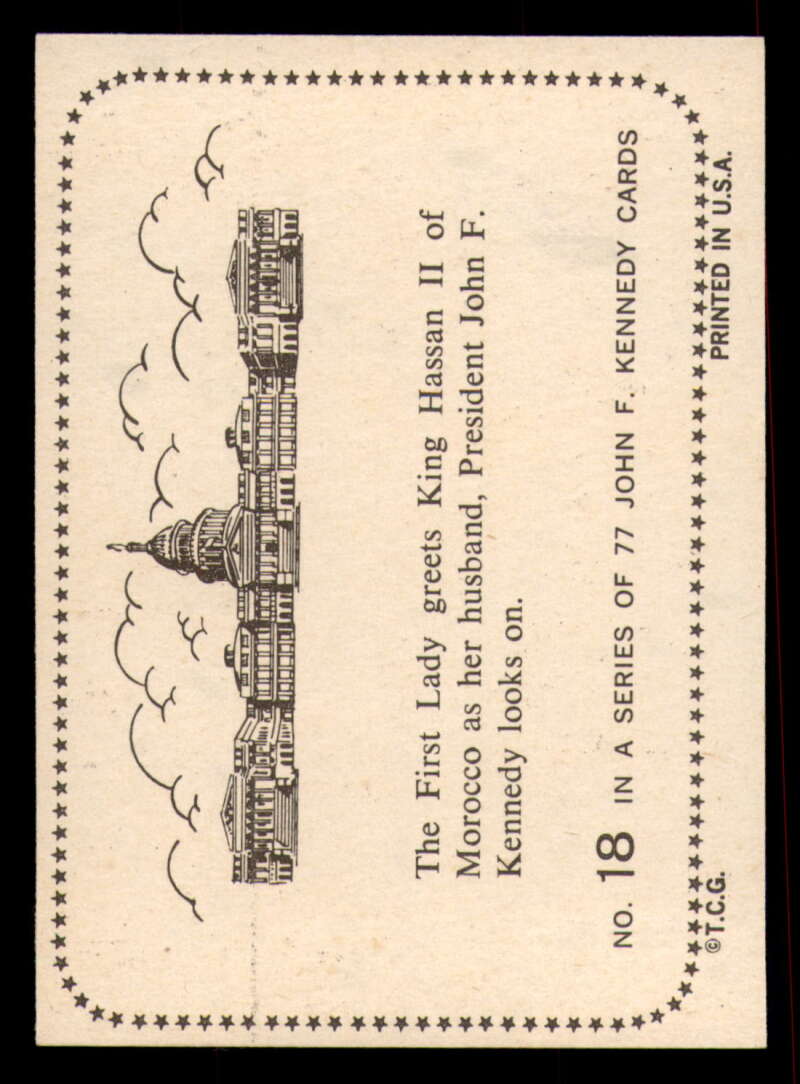 The First Lady greets King Hassan II of
Morocco as her husband, President John F.
Kennedy looks on.
NO. 18 IN A SERIES OF 77 JOHN F. KENNEDY CARDS
©T.C.G. PRINTED IN U.S.A.